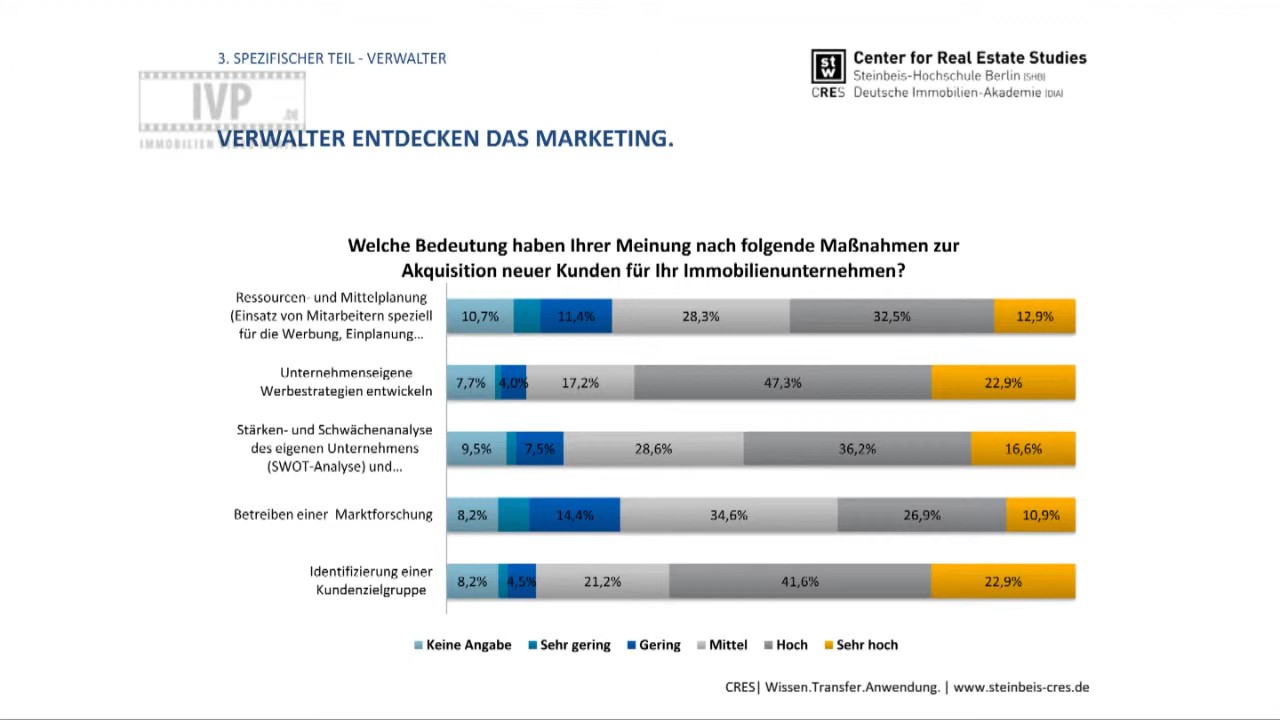 3. SPEZIFISCHER TEIL - VERWALTER
stw
CRES
Center for Real Estate Studies
Steinbeis-Hochschule Berlin (SHB)
Deutsche Immobilien-Akademie (DIA)
IVP
.DE
IMMOBILIEN
VERWALTER ENTDECKEN DAS MARKETING.
Welche Bedeutung haben Ihrer Meinung nach folgende Maßnahmen zur
Akquisition neuer Kunden für Ihr Immobilienunternehmen?
Ressourcen- und Mittelplanung
(Einsatz von Mitarbeitern speziell
für die Werbung, Einplanung...
10,7% 11,4% 28,3% 32,5% 12,9%
Unternehmenseigene
Werbestrategien entwickeln
7,7% 4,0% 17,2% 47,3% 22,9%
Stärken- und Schwächenanalyse
des eigenen Unternehmens
(SWOT-Analyse) und...
9,5% 7,5% 28,6% 36,2% 16,6%
Betreiben einer Marktforschung
8,2% 14,4% 34,6% 26,9% 10,9%
Identifizierung einer
Kundenzielgruppe
8,2% 4,5% 21,2% 41,6% 22,9%
Keine Angabe Sehr gering Gering Mittel Hoch Sehr hoch
CRES| Wissen.Transfer.Anwendung. | www.steinbeis-cres.de